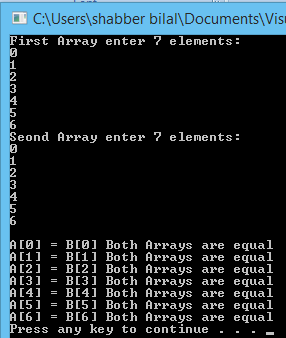 C:\Users\shabber bilal\Documents\Visu
First Array enter 7 elements:
0
1
2
3
4
5
6
Seond Array enter 7 elements:
0
1
2
3
4
5
6
A[0] = B[0] Both Arrays are equal
A[1] = B[1] Both Arrays are equal
A[2] = B[2] Both Arrays are equal
A[3] = B[3] Both Arrays are equal
A[4] = B[4] Both Arrays are equal
A[5] = B[5] Both Arrays are equal
A[6] = B[6] Both Arrays are equal
Press any key to continue . . . _